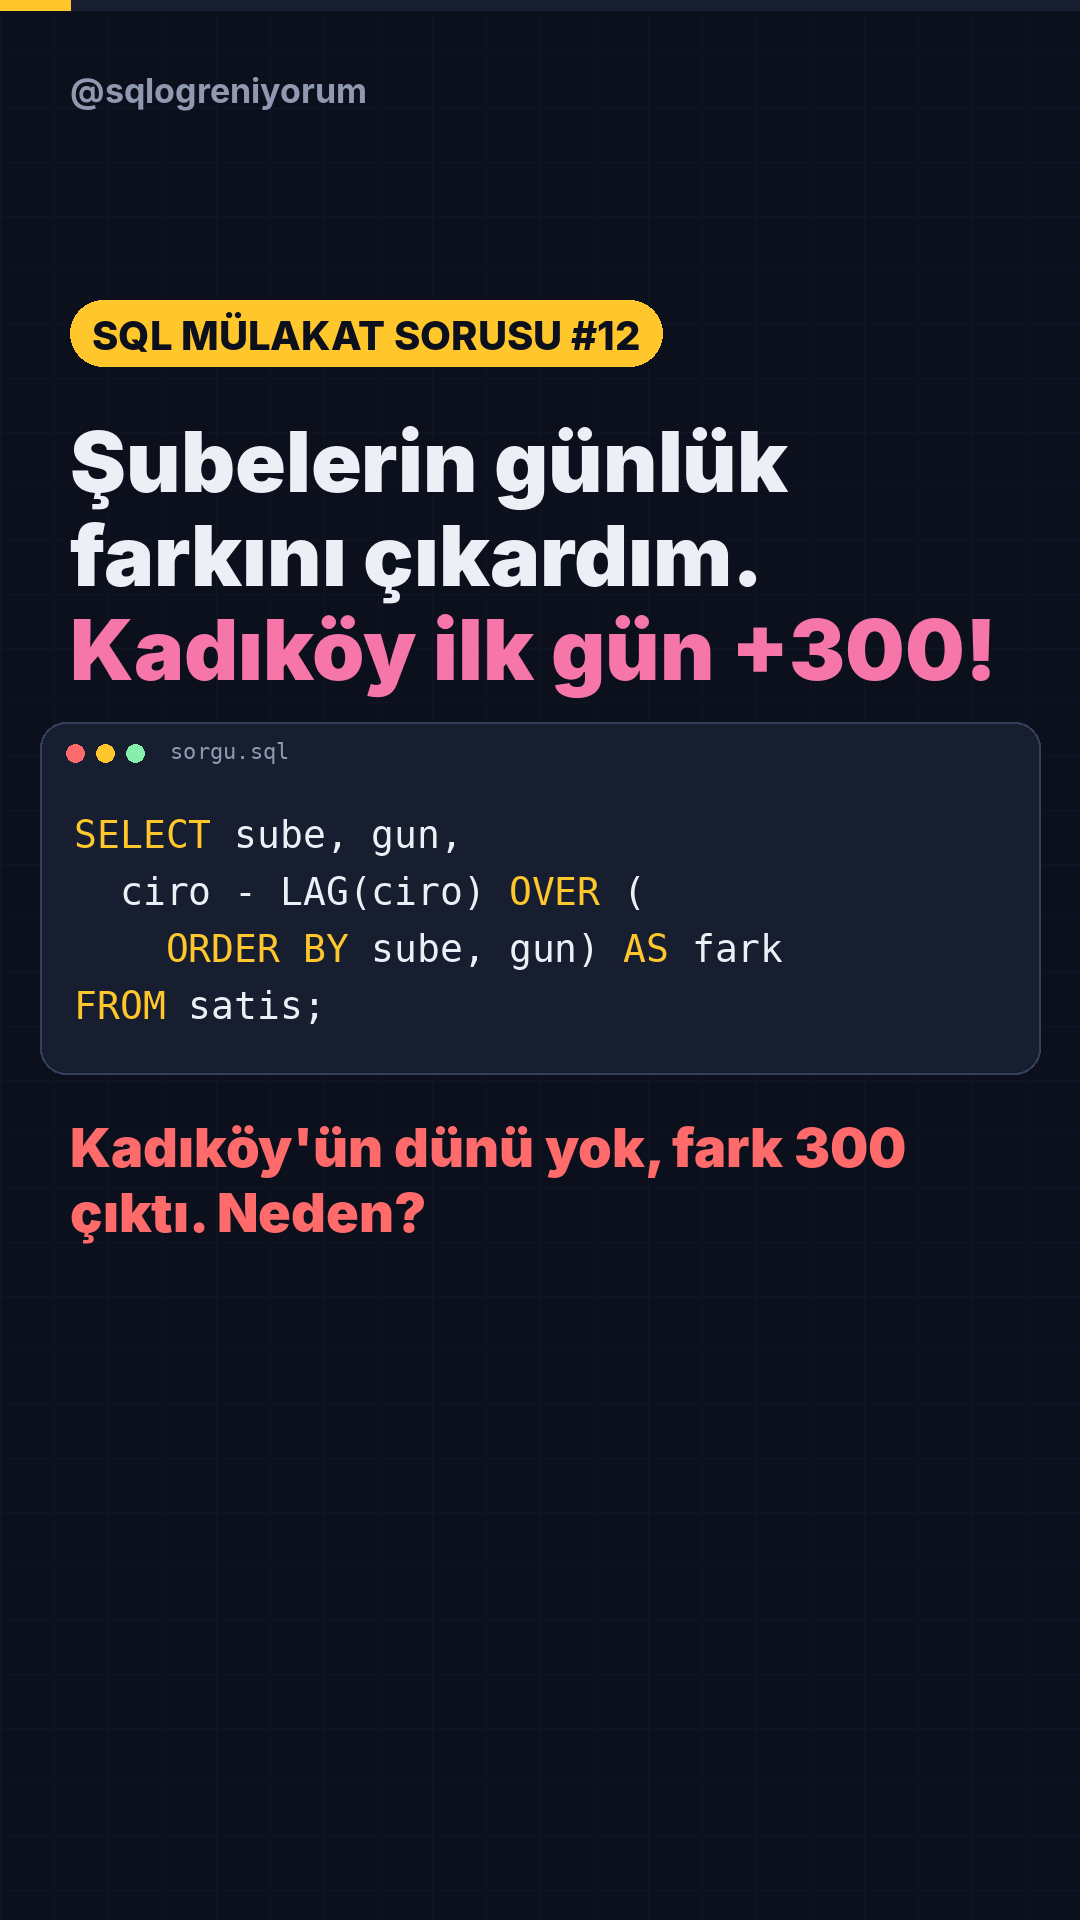 @sqlogreniyorum
SQL MÜLAKAT SORUSU #12
Şubelerin günlük
farkını çıkardım.
Kadıköy ilk gün +300!
sorgu.sql
SELECT sube, gun,
  ciro - LAG(ciro) OVER (
    ORDER BY sube, gun) AS fark
FROM satis;
Kadıköy'ün dünü yok, fark 300
çıktı. Neden?